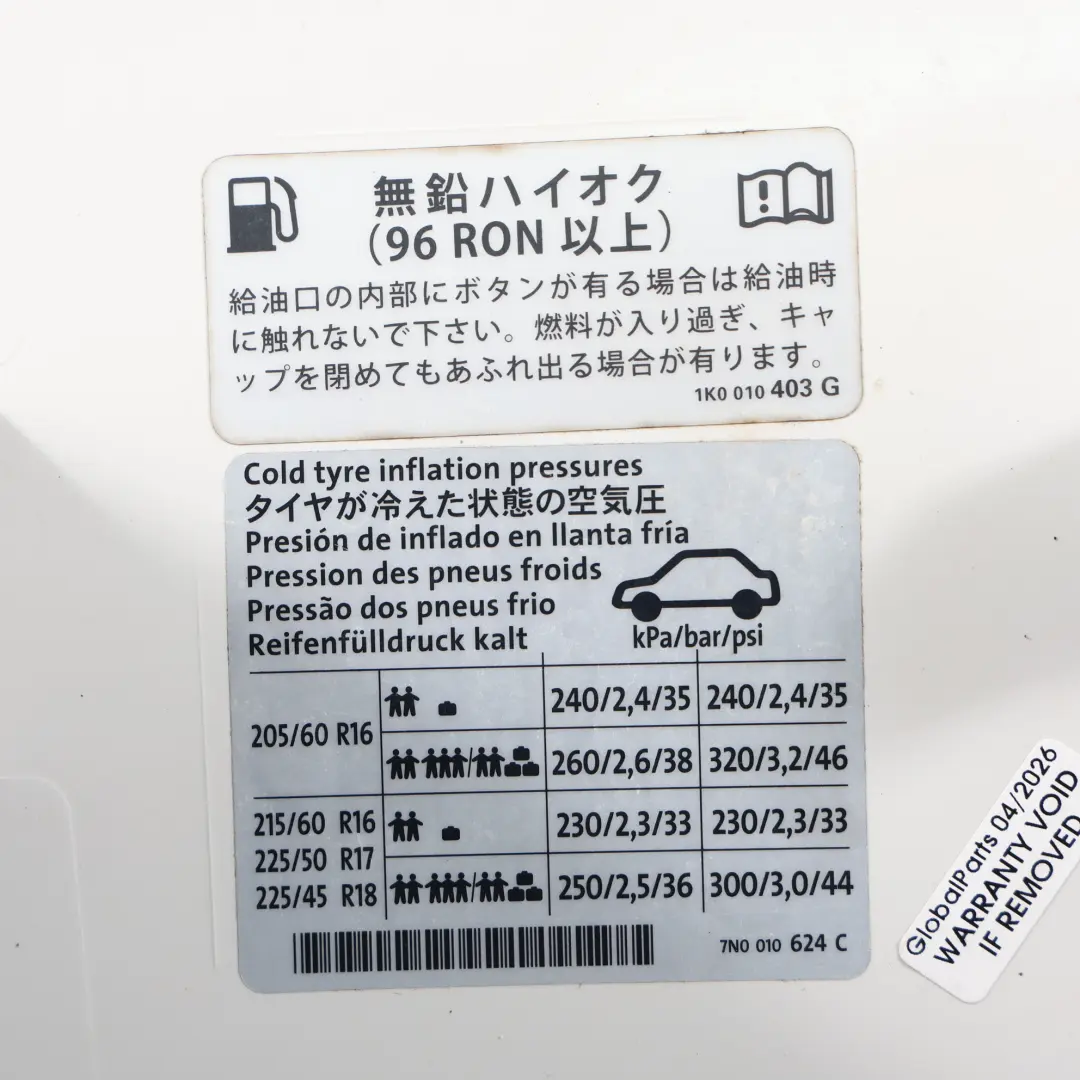 無鉛ハイオク
（96 RON 以上）
給油口の内部にボタンが有る場合は給油時
に触れないで下さい。燃料が入り過ぎ、キャ
ップを閉めてもあふれ出る場合が有ります。
1K0 010 403 G
Cold tyre inflation pressures
タイヤが冷えた状態の空気圧
Presión de inflado en llanta fría
Pression des pneus froids
Pressão dos pneus frio
Reifenfülldruck kalt
kPa/bar/psi
205/60 R16
240/2,4/35 240/2,4/35
260/2,6/38 320/3,2/46
215/60 R16
225/50 R17
225/45 R18
230/2,3/33 230/2,3/33
250/2,5/36 300/3,0/44
7N0 010 624 C
GlobalParts 04/2026
WARRANTY VOID
IF REMOVED